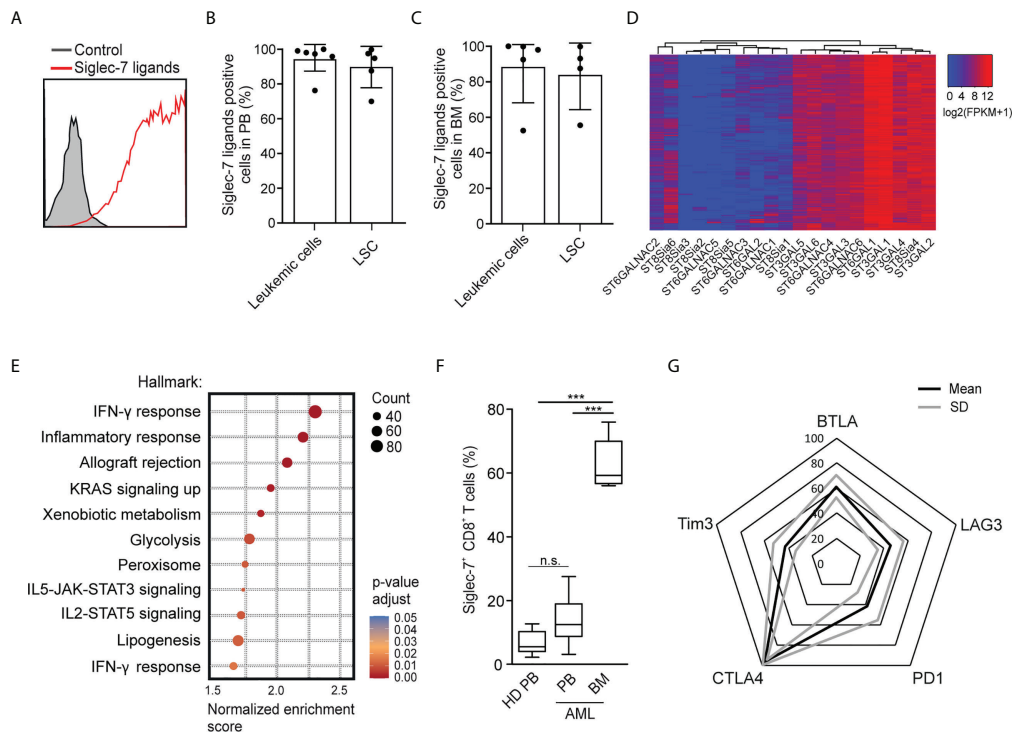 A
Control
Siglec-7 ligands
B
Siglec-7 ligands positive
cells in PB (%)
100
80
60
40
20
0
Leukemic cells
LSC
C
Siglec-7 ligands positive
cells in BM (%)
100
80
60
40
20
0
Leukemic cells
LSC
D
0 4 8 12
log2(FPKM+1)
ST6GALNAC2
ST8Sia6
ST8Sia3
ST8Sia2
ST6GALNAC5
ST8Sia5
ST6GALNAC3
ST6GAL2
ST6GALNAC1
ST8Sia1
ST3GAL5
ST3GAL6
ST6GALNAC4
ST3GAL3
ST6GALNAC6
ST6GAL1
ST3GAL1
ST3GAL4
ST8Sia4
ST3GAL2
E
Hallmark:
IFN-γ response
Inflammatory response
Allograft rejection
KRAS signaling up
Xenobiotic metabolism
Glycolysis
Peroxisome
IL5-JAK-STAT3 signaling
IL2-STAT5 signaling
Lipogenesis
IFN-γ response
1.5 2.0 2.5
Normalized enrichment
score
Count
40
60
80
p-value
adjust
0.05
0.04
0.03
0.02
0.01
0.00
F
Siglec-7⁺ CD8⁺ T cells (%)
80
60
40
20
0
***
***
n.s.
HD PB
PB
BM
AML
G
Mean
SD
BTLA
100
80
60
40
20
0
Tim3
LAG3
CTLA4
PD1